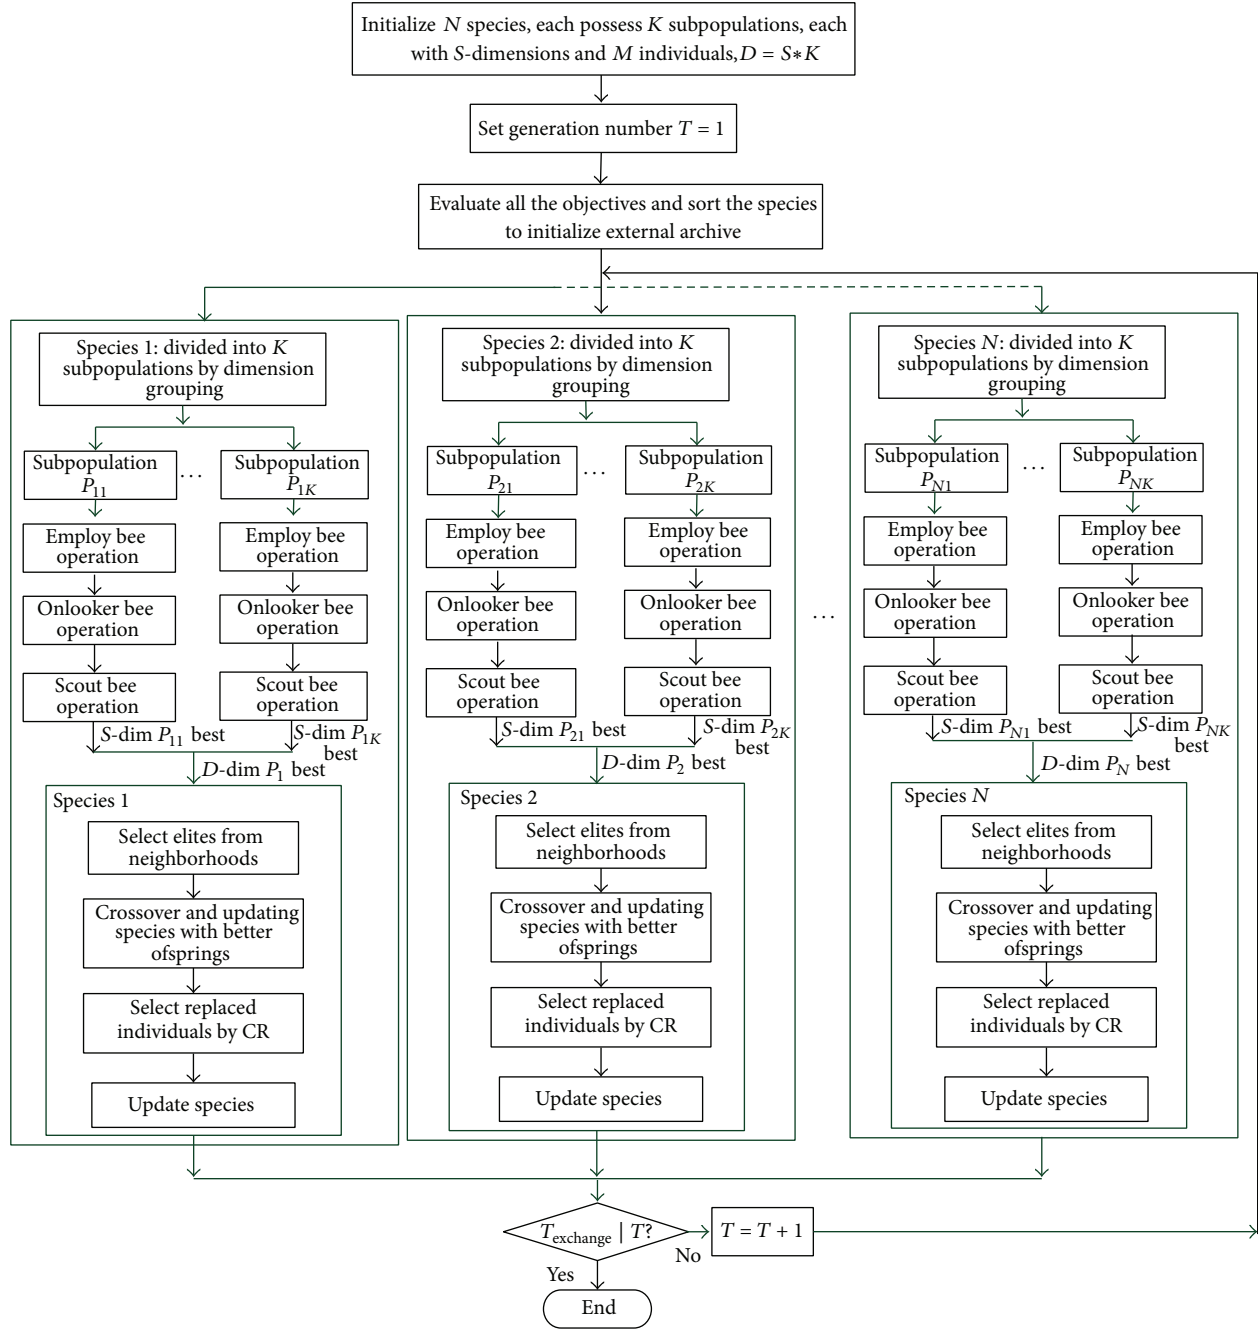 Initialize N species, each possess K subpopulations, each
with S-dimensions and M individuals, D = S∗K
Set generation number T = 1
Evaluate all the objectives and sort the species
to initialize external archive
Species 1: divided into K
subpopulations by dimension
grouping
Subpopulation
P11
...
Subpopulation
P1K
Employ bee
operation
Employ bee
operation
Onlooker bee
operation
Onlooker bee
operation
Scout bee
operation
Scout bee
operation
S-dim P11 best
S-dim P1K
best
D-dim P1 best
Species 1
Select elites from
neighborhoods
Crossover and updating
species with better
ofsprings
Select replaced
individuals by CR
Update species
Species 2: divided into K
subpopulations by dimension
grouping
Subpopulation
P21
...
Subpopulation
P2K
Employ bee
operation
Employ bee
operation
Onlooker bee
operation
Onlooker bee
operation
Scout bee
operation
Scout bee
operation
S-dim P21 best
S-dim P2K
best
D-dim P2 best
Species 2
Select elites from
neighborhoods
Crossover and updating
species with better
ofsprings
Select replaced
individuals by CR
Update species
...
Species N: divided into K
subpopulations by dimension
grouping
Subpopulation
PN1
...
Subpopulation
PNK
Employ bee
operation
Employ bee
operation
Onlooker bee
operation
Onlooker bee
operation
Scout bee
operation
Scout bee
operation
S-dim PN1 best
S-dim PNK
best
D-dim PN best
Species N
Select elites from
neighborhoods
Crossover and updating
species with better
ofsprings
Select replaced
individuals by CR
Update species
Texchange | T?
No
T = T + 1
Yes
End